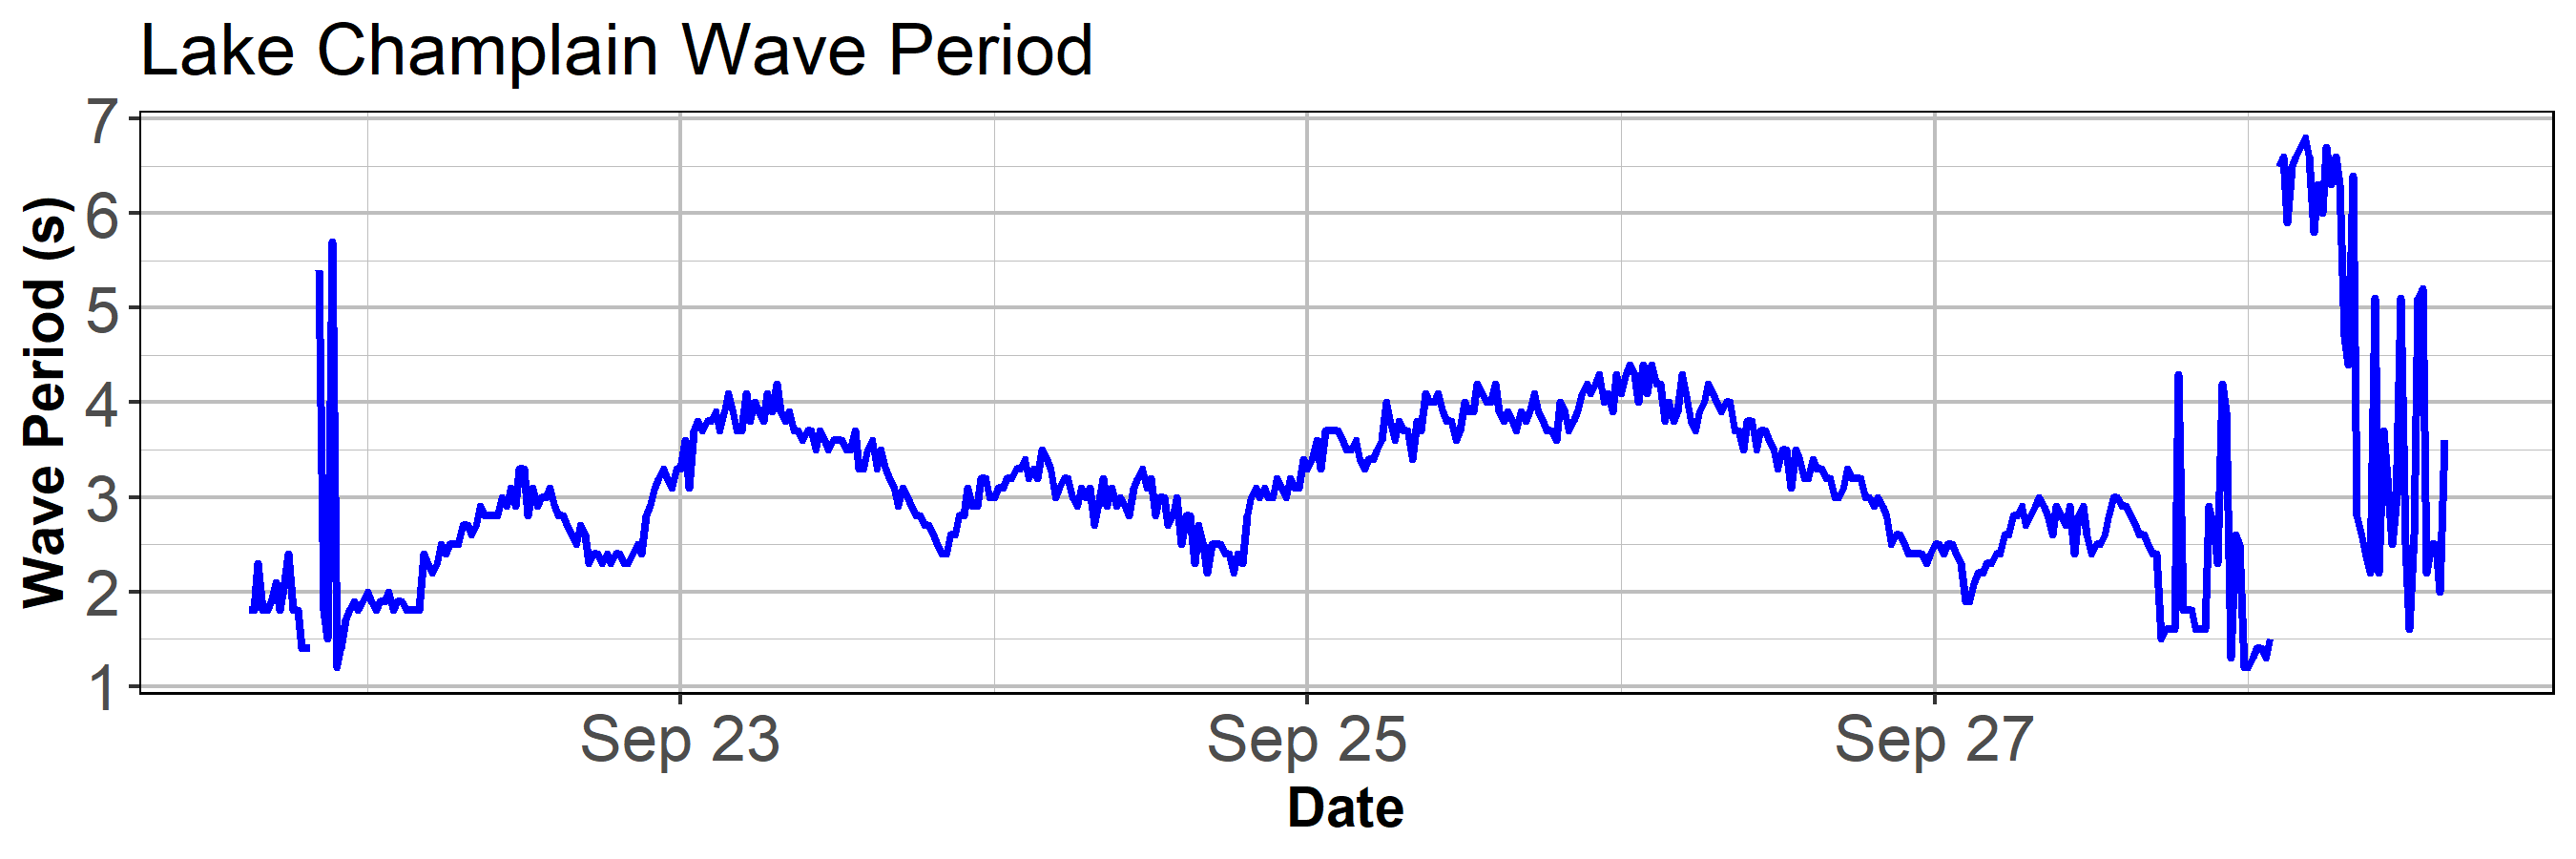 Lake Champlain Wave Period
7
6
5
4
3
2
1
Wave Period (s)
Sep 23
Sep 25
Sep 27
Date